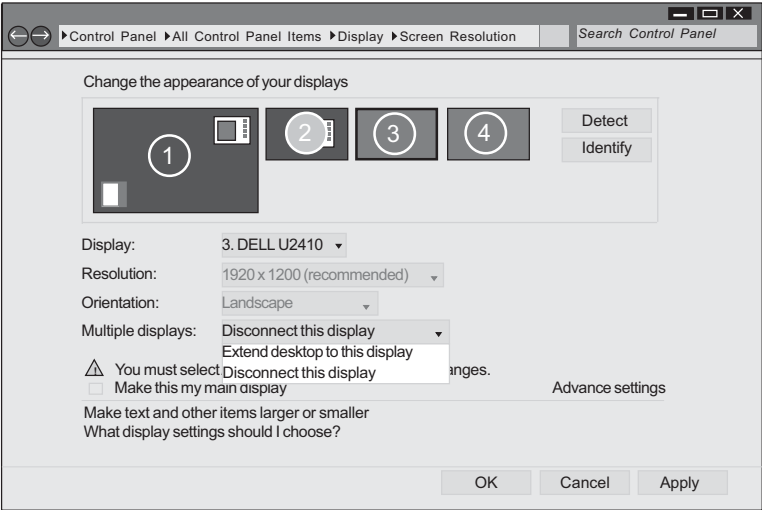 Control Panel All Control Panel Items Display Screen Resolution Search Control Panel
Change the appearance of your displays
1 2 3 4
Detect
Identify
Display: 3. DELL U2410
Resolution: 1920 x 1200 (recommended)
Orientation: Landscape
Multiple displays: Disconnect this display
Extend desktop to this display
You must select anges.
Disconnect this display
Make this my main display Advance settings
Make text and other items larger or smaller
What display settings should I choose?
OK Cancel Apply